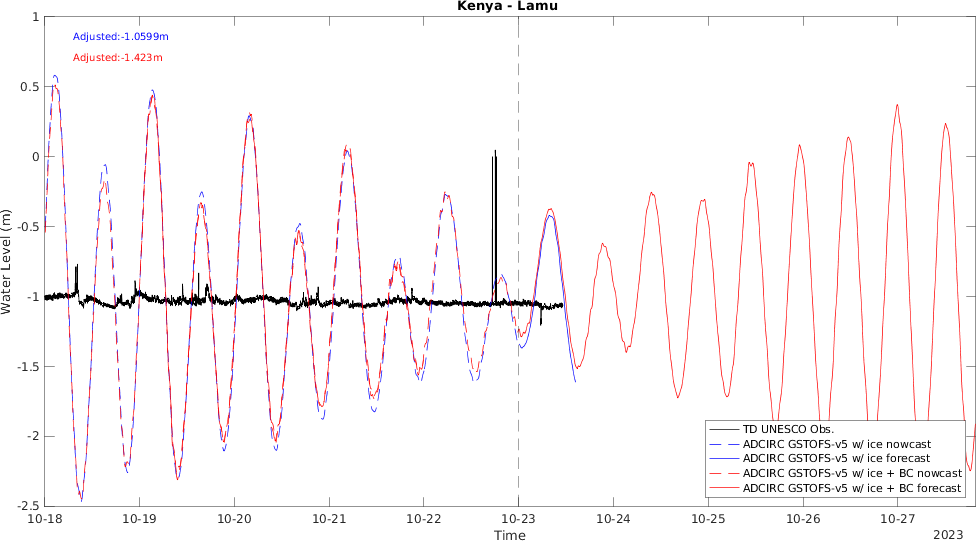 Kenya - Lamu
Adjusted:-1.0599m
Adjusted:-1.423m
Water Level (m)
1
0.5
0
-0.5
-1
-1.5
-2
-2.5
10-18 10-19 10-20 10-21 10-22 10-23 10-24 10-25 10-26 10-27
Time
2023
TD UNESCO Obs.
ADCIRC GSTOFS-v5 w/ ice nowcast
ADCIRC GSTOFS-v5 w/ ice forecast
ADCIRC GSTOFS-v5 w/ ice + BC nowcast
ADCIRC GSTOFS-v5 w/ ice + BC forecast